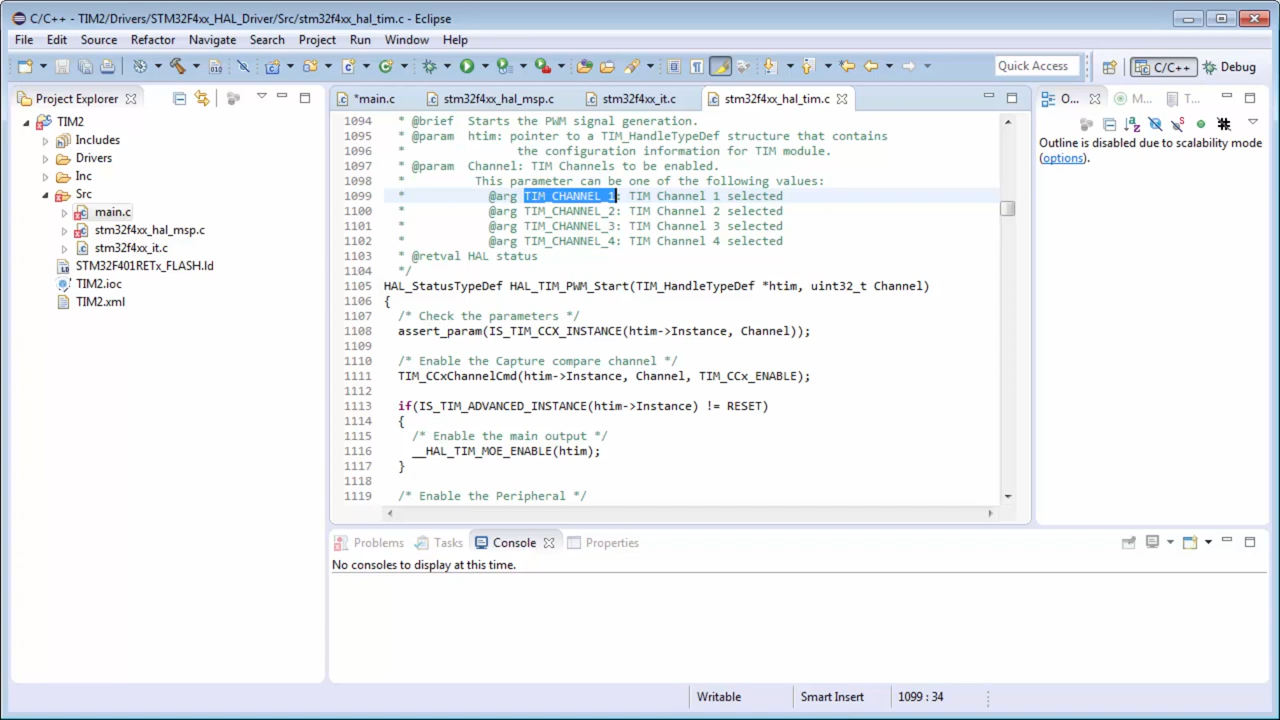 C/C++ - TIM2/Drivers/STM32F4xx_HAL_Driver/Src/stm32f4xx_hal_tim.c - Eclipse
File Edit Source Refactor Navigate Search Project Run Window Help
Quick Access C/C++ Debug
Project Explorer
TIM2
Includes
Drivers
Inc
Src
main.c
stm32f4xx_hal_msp.c
stm32f4xx_it.c
STM32F401RETx_FLASH.ld
TIM2.ioc
TIM2.xml
*main.c stm32f4xx_hal_msp.c stm32f4xx_it.c stm32f4xx_hal_tim.c
1094 * @brief Starts the PWM signal generation.
1095 * @param htim: pointer to a TIM_HandleTypeDef structure that contains
1096 * the configuration information for TIM module.
1097 * @param Channel: TIM Channels to be enabled.
1098 * This parameter can be one of the following values:
1099 * @arg TIM_CHANNEL_1: TIM Channel 1 selected
1100 * @arg TIM_CHANNEL_2: TIM Channel 2 selected
1101 * @arg TIM_CHANNEL_3: TIM Channel 3 selected
1102 * @arg TIM_CHANNEL_4: TIM Channel 4 selected
1103 * @retval HAL status
1104 */
1105 HAL_StatusTypeDef HAL_TIM_PWM_Start(TIM_HandleTypeDef *htim, uint32_t Channel)
1106 {
1107 /* Check the parameters */
1108 assert_param(IS_TIM_CCX_INSTANCE(htim->Instance, Channel));
1109
1110 /* Enable the Capture compare channel */
1111 TIM_CCxChannelCmd(htim->Instance, Channel, TIM_CCx_ENABLE);
1112
1113 if(IS_TIM_ADVANCED_INSTANCE(htim->Instance) != RESET)
1114 {
1115 /* Enable the main output */
1116 __HAL_TIM_MOE_ENABLE(htim);
1117 }
1118
1119 /* Enable the Peripheral */
O... M... T...
Outline is disabled due to scalability mode
(options).
Problems Tasks Console Properties
No consoles to display at this time.
Writable Smart Insert 1099 : 34